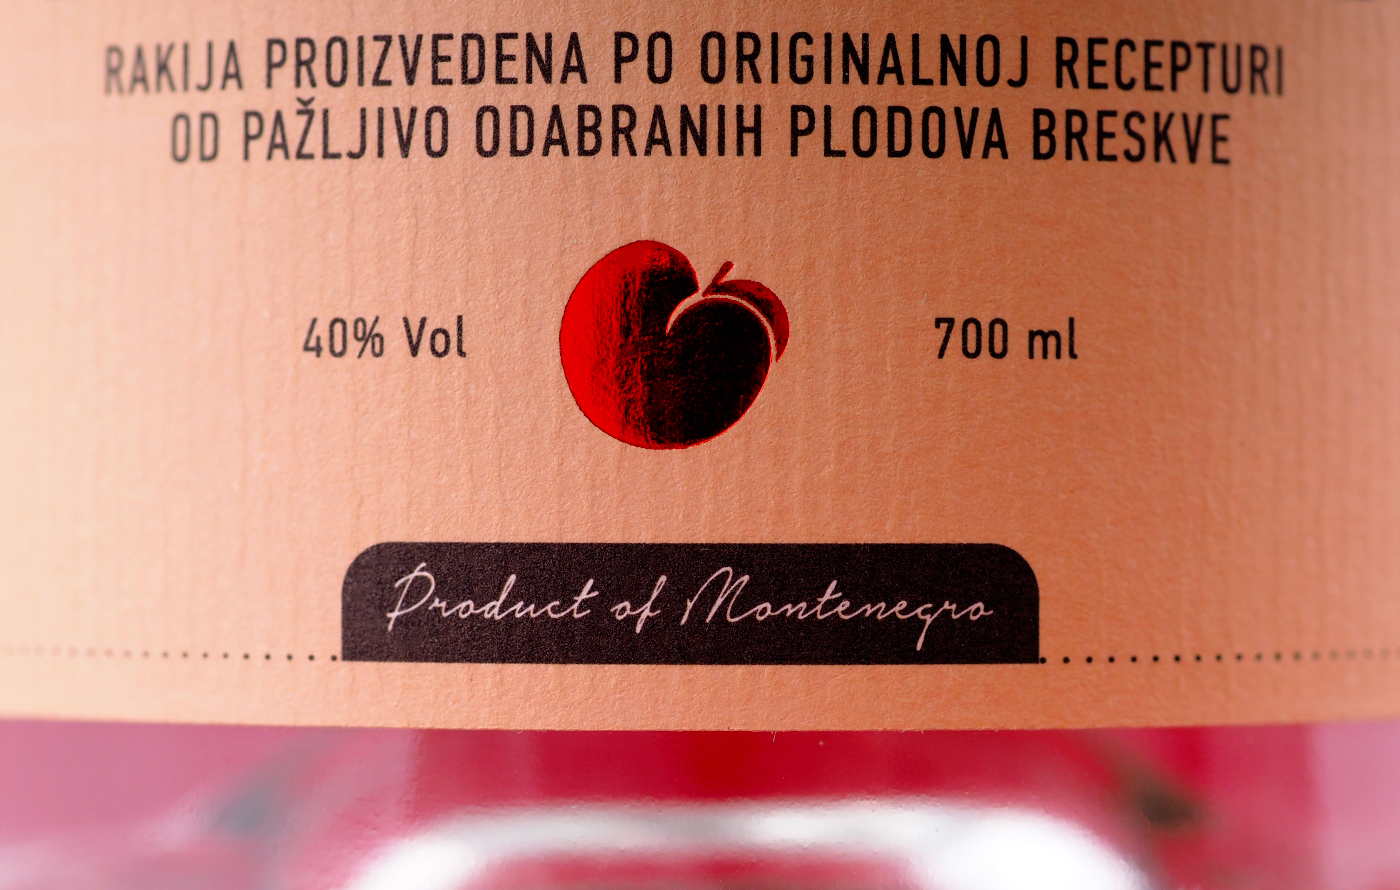 RAKIJA PROIZVEDENA PO ORIGINALNOJ RECEPTURI
OD PAŽLJIVO ODABRANIH PLODOVA BRESKVE
40% Vol
700 ml
Product of Montenegro